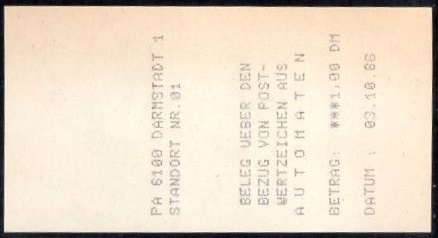 PA 6100 DARMSTADT 1
STANDORT NR.01
BELEG UEBER DEN
BEZUG VON POST-
WERTZEICHEN AUS
A U T O M A T E N
BETRAG: ***1,00 DM
DATUM : 03.10.86